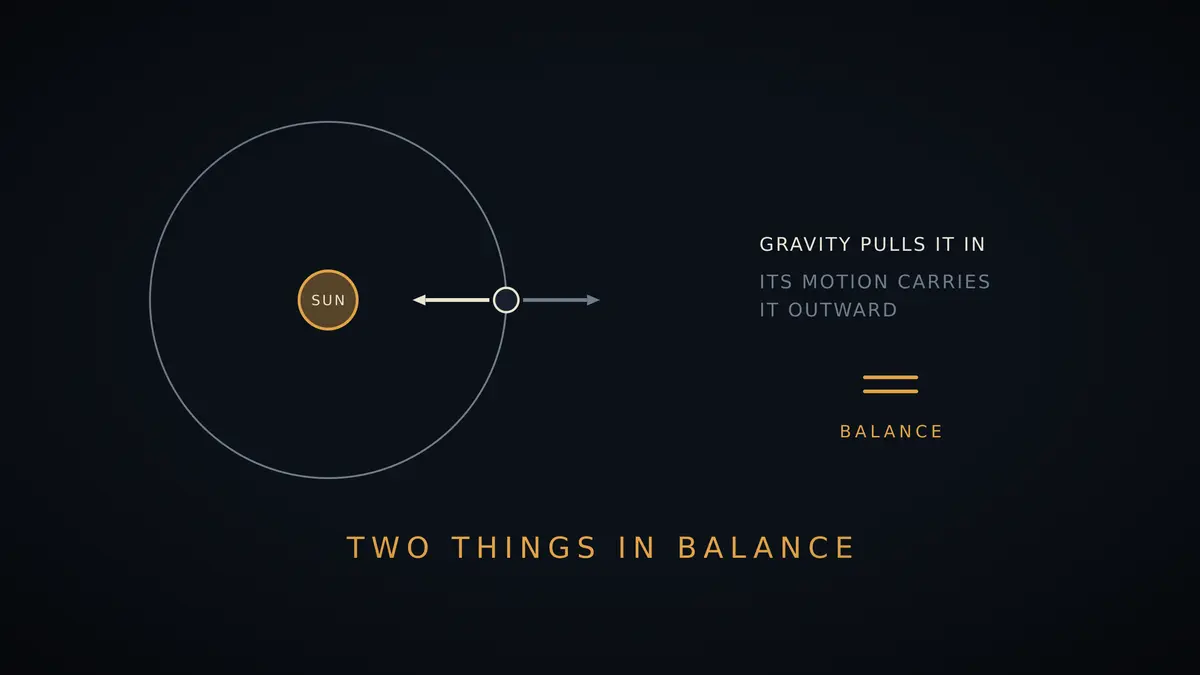 SUN
GRAVITY PULLS IT IN
ITS MOTION CARRIES
IT OUTWARD
BALANCE
TWO THINGS IN BALANCE